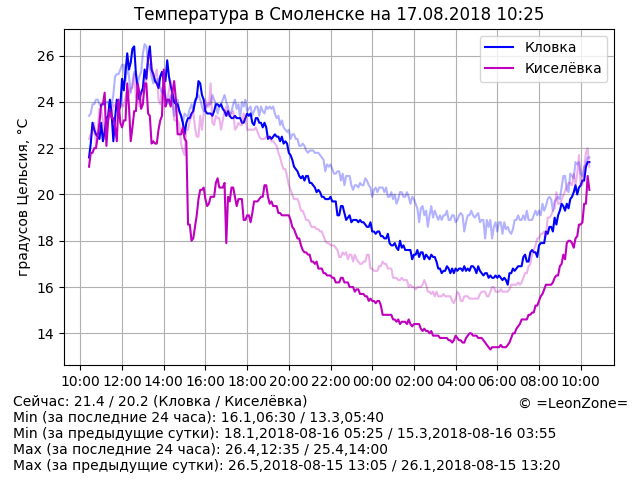 Температура в Смоленске на 17.08.2018 10:25
Кловка
Киселёвка
градусов Цельсия, °C
26
24
22
20
18
16
14
10:00 12:00 14:00 16:00 18:00 20:00 22:00 00:00 02:00 04:00 06:00 08:00 10:00
Сейчас: 21.4 / 20.2 (Кловка / Киселёвка)
© =LeonZone=
Min (за последние 24 часа): 16.1,06:30 / 13.3,05:40
Min (за предыдущие сутки): 18.1,2018-08-16 05:25 / 15.3,2018-08-16 03:55
Max (за последние 24 часа): 26.4,12:35 / 25.4,14:00
Max (за предыдущие сутки): 26.5,2018-08-15 13:05 / 26.1,2018-08-15 13:20